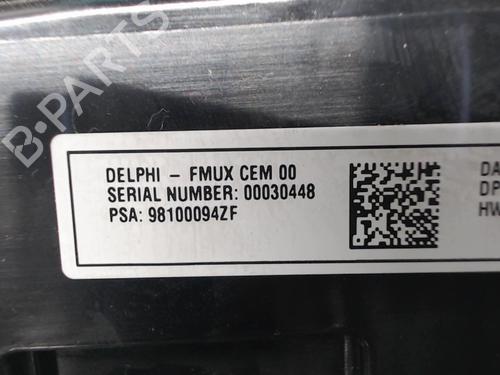 B-PARTS
DELPHI - FMUX CEM 00
SERIAL NUMBER: 00030448
PSA: 98100094ZF
DA
DP
HW